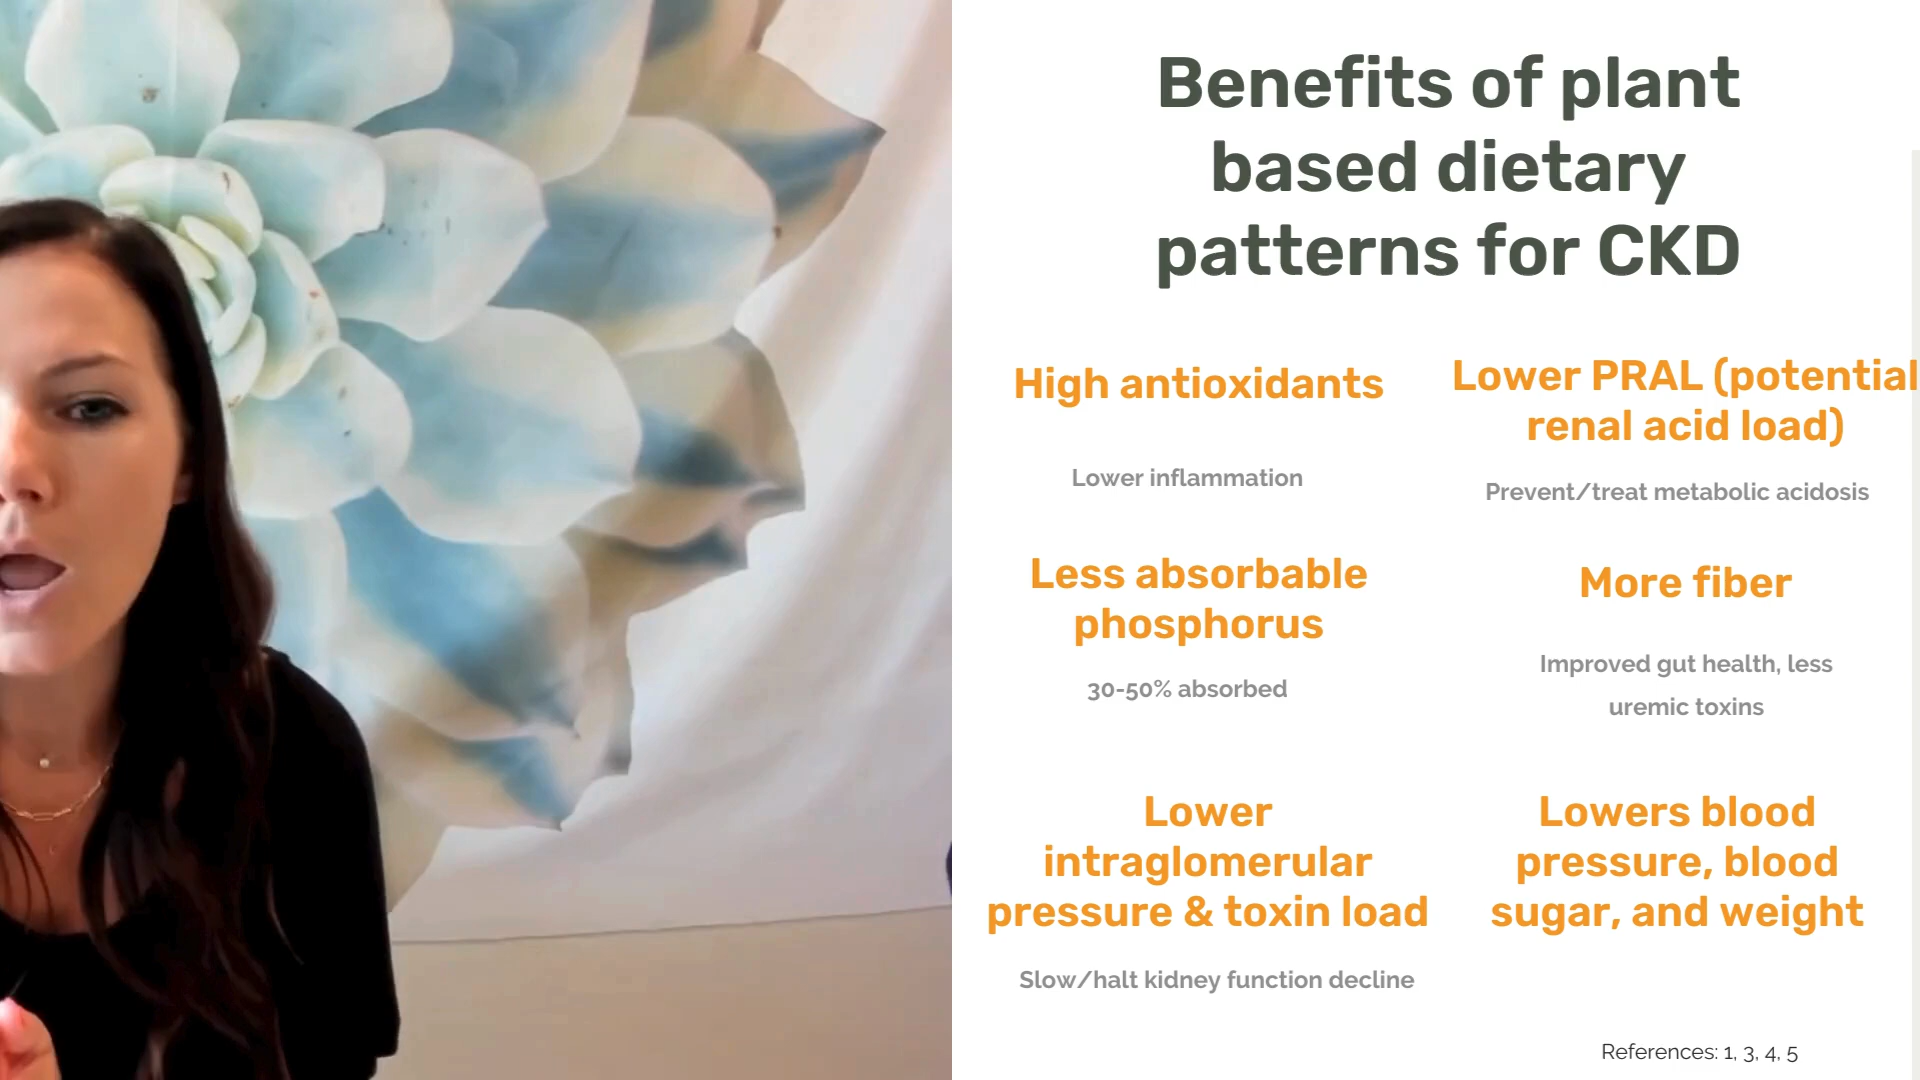 Benefits of plant
based dietary
patterns for CKD
High antioxidants
Lower inflammation
Lower PRAL (potential
renal acid load)
Prevent/treat metabolic acidosis
Less absorbable
phosphorus
30-50% absorbed
More fiber
Improved gut health, less
uremic toxins
Lower
intraglomerular
pressure & toxin load
Slow/halt kidney function decline
Lowers blood
pressure, blood
sugar, and weight
References: 1, 3, 4, 5